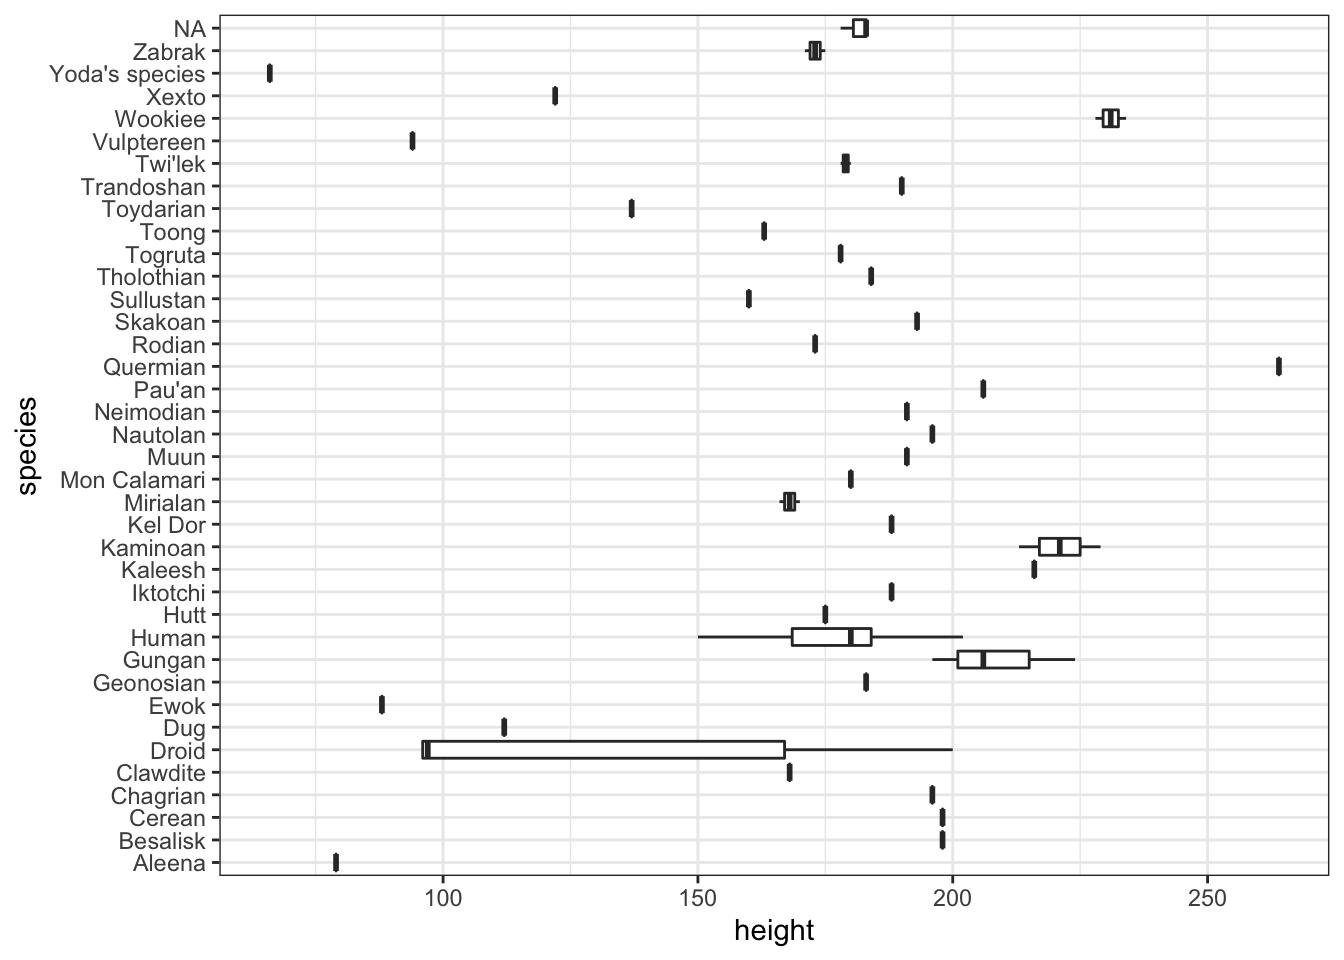 NA
Zabrak
Yoda's species
Xexto
Wookiee
Vulptereen
Twi'lek
Trandoshan
Toydarian
Toong
Togruta
Tholothian
Sullustan
Skakoan
Rodian
Quermian
Pau'an
Neimodian
Nautolan
Muun
Mon Calamari
Mirialan
Kel Dor
Kaminoan
Kaleesh
Iktotchi
Hutt
Human
Gungan
Geonosian
Ewok
Dug
Droid
Clawdite
Chagrian
Cerean
Besalisk
Aleena
species
100 150 200 250
height